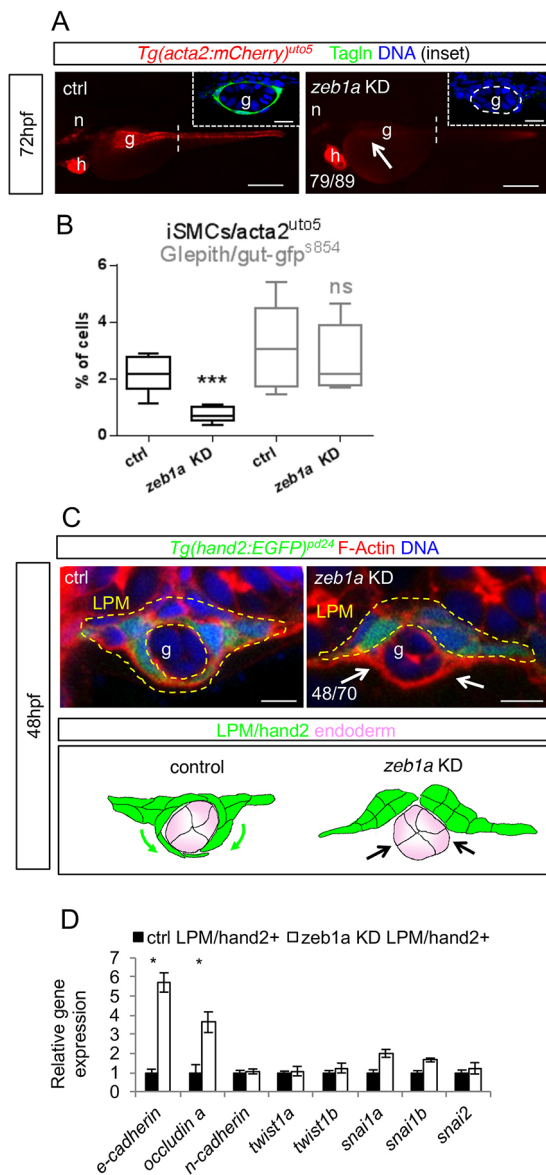 A
Tg(acta2:mCherry)uto5 Tagln DNA (inset)
72hpf
ctrl
g
n
g
h
zeb1a KD
g
n
g
h
79/89
B
iSMCs/acta2uto5
Glepith/gut-gfps854
% of cells
6
4
2
0
***
ns
ctrl
zeb1a KD
ctrl
zeb1a KD
C
Tg(hand2:EGFP)pd24 F-Actin DNA
48hpf
ctrl
LPM
g
zeb1a KD
LPM
g
48/70
LPM/hand2 endoderm
control
zeb1a KD
D
ctrl LPM/hand2+ zeb1a KD LPM/hand2+
Relative gene
expression
7
6
5
4
3
2
1
0
*
*
e-cadherin
occludin a
n-cadherin
twist1a
twist1b
snai1a
snai1b
snai2